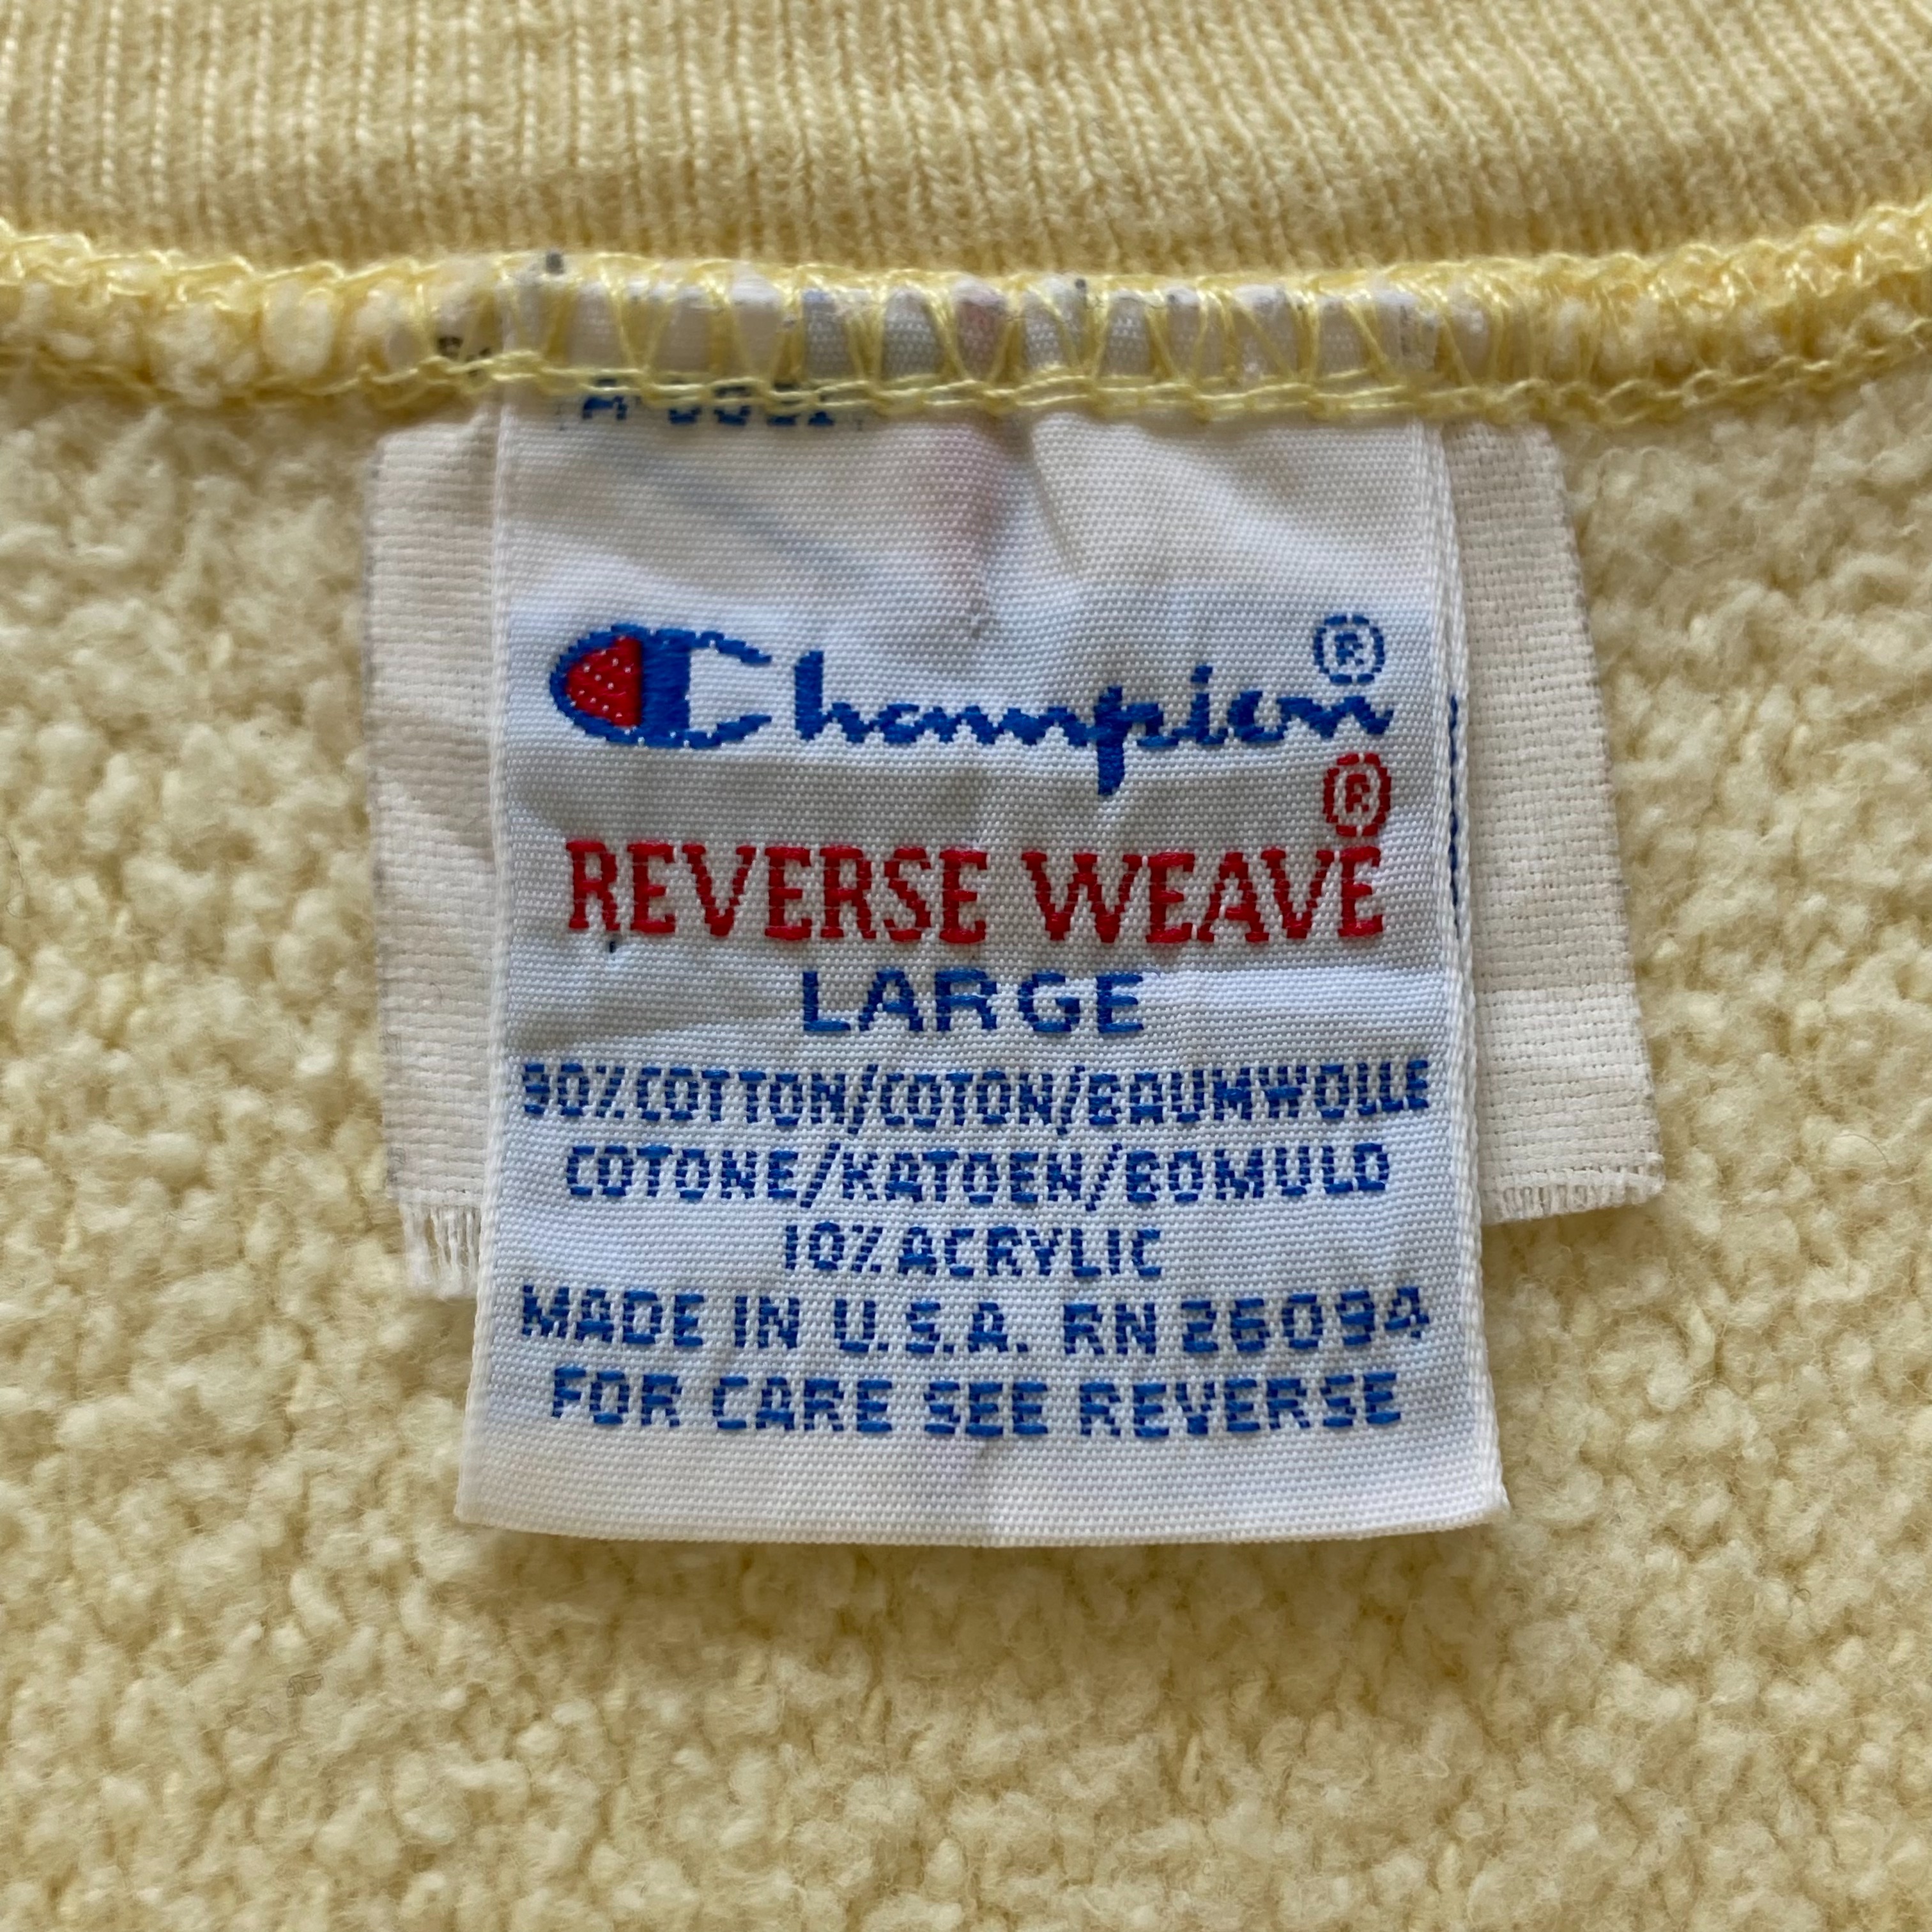 Champion®
®
REVERSE WEAVE
LARGE
90% COTTON/COTON/BAUMWOLLE
COTONE/KATOEN/BOMULD
10% ACRYLIC
MADE IN U.S.A. RN 26094
FOR CARE SEE REVERSE